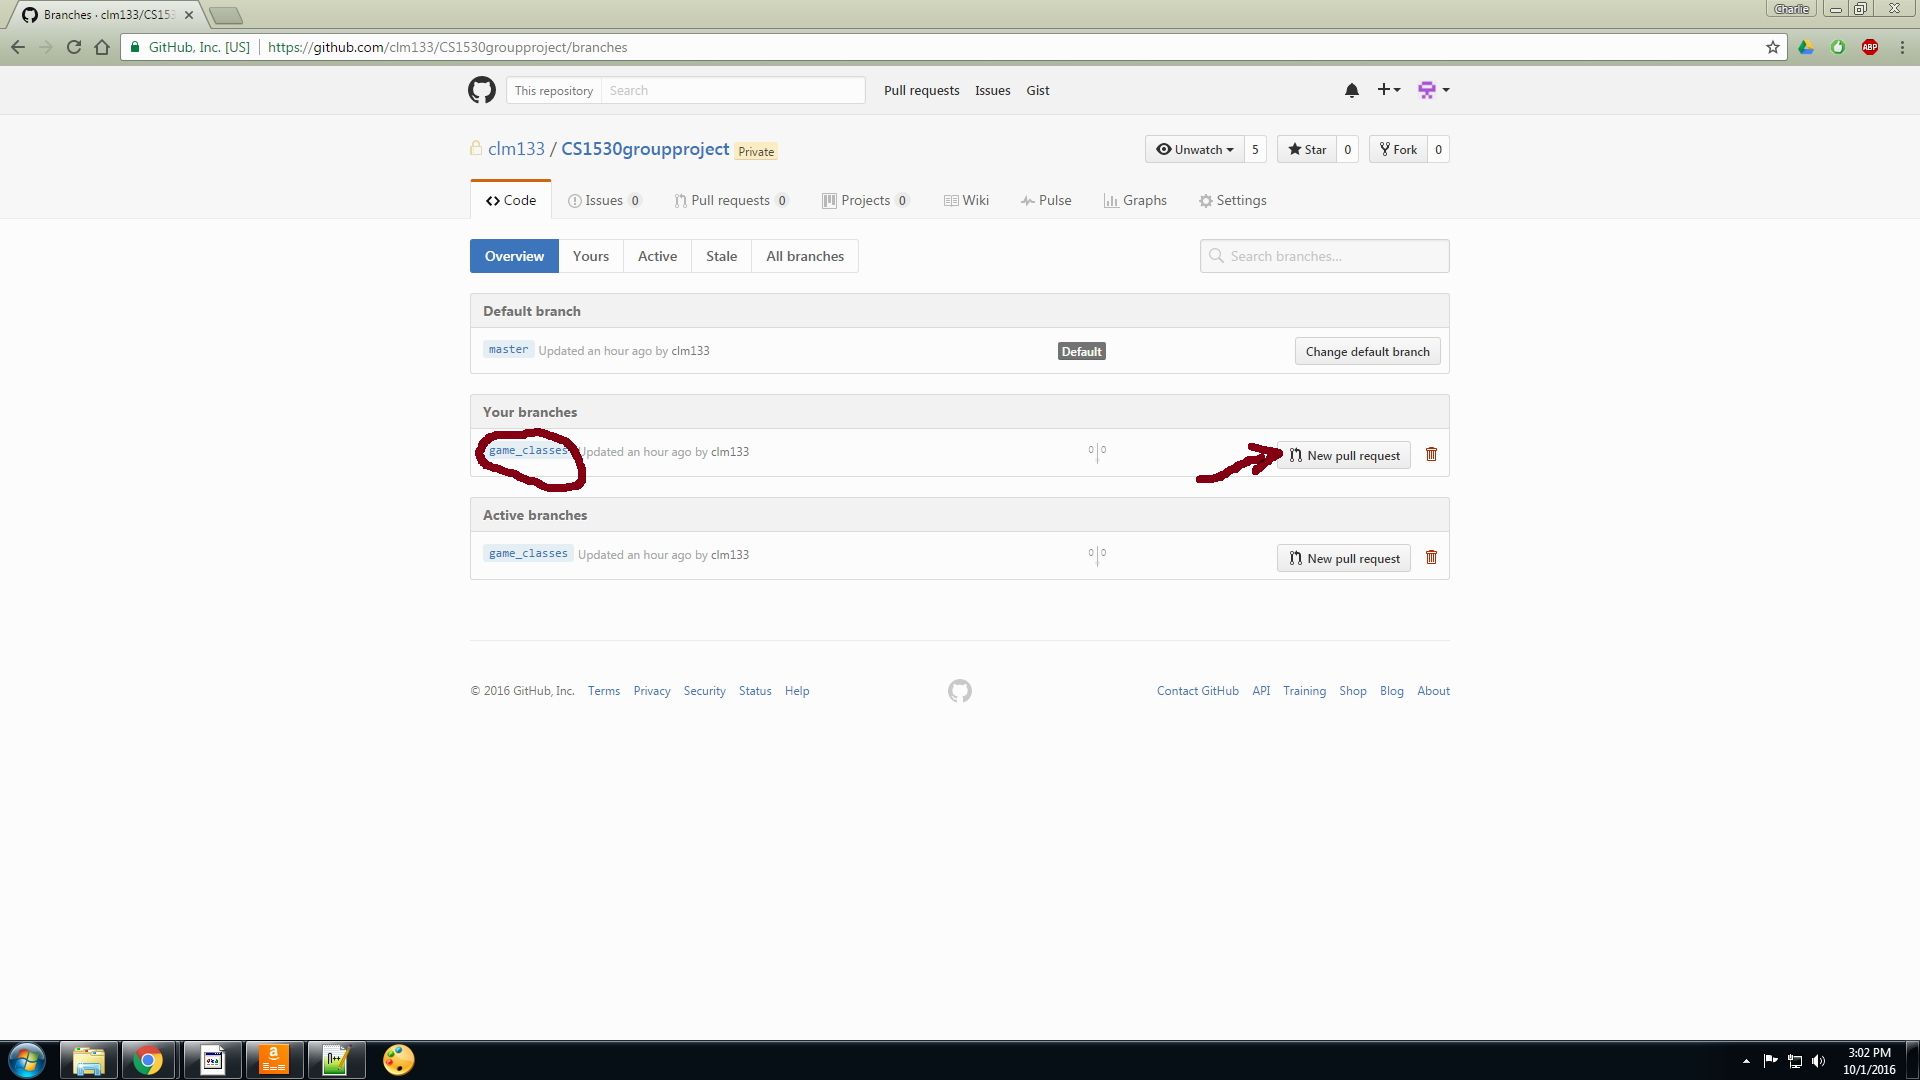 Branches · clm133/CS153
Charlie
GitHub, Inc. [US] https://github.com/clm133/CS1530groupproject/branches
ABP
This repository Search Pull requests Issues Gist
clm133 / CS1530groupproject Private Unwatch 5 Star 0 Fork 0
Code Issues 0 Pull requests 0 Projects 0 Wiki Pulse Graphs Settings
Overview Yours Active Stale All branches Search branches...
Default branch
master Updated an hour ago by clm133 Default Change default branch
Your branches
game_classes Updated an hour ago by clm133 0 0 New pull request
Active branches
game_classes Updated an hour ago by clm133 0 0 New pull request
© 2016 GitHub, Inc. Terms Privacy Security Status Help Contact GitHub API Training Shop Blog About
a
3:02 PM
10/1/2016